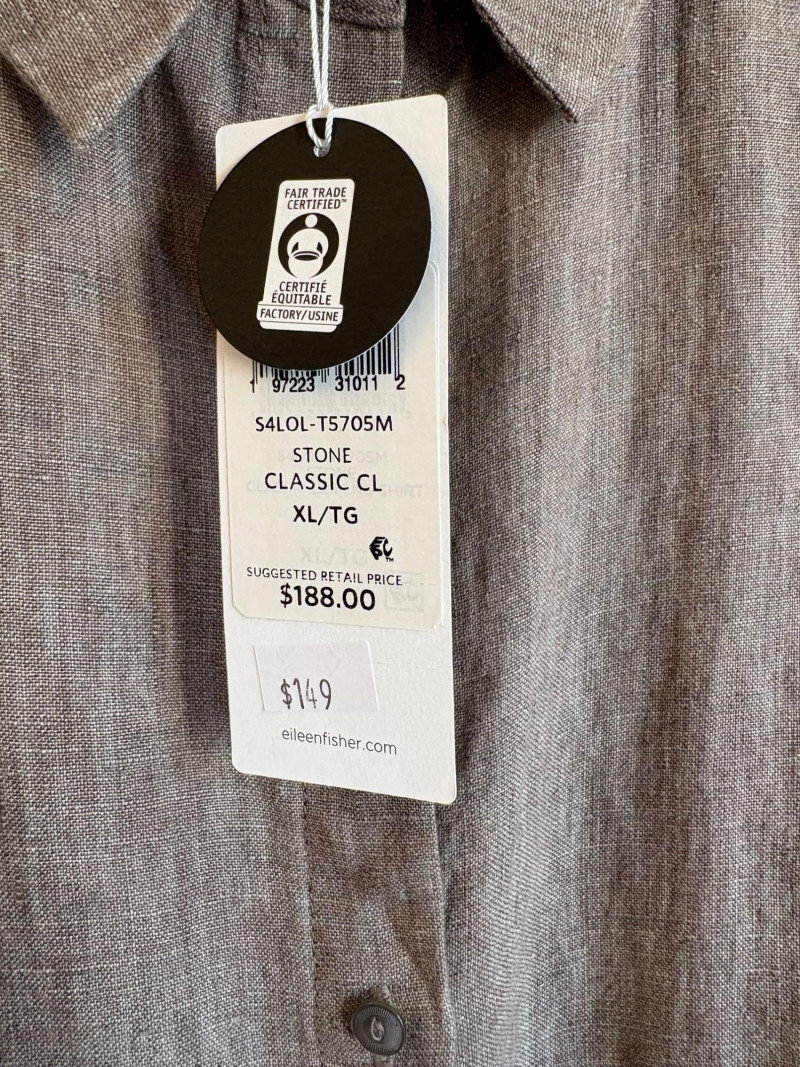 FAIR TRADE
CERTIFIED™
CERTIFIÉ
ÉQUITABLE
FACTORY/USINE
1 97223 31011 2
S4LOL-T5705M
STONE
CLASSIC CL
XL/TG
SUGGESTED RETAIL PRICE
$188.00
$149
eileenfisher.com